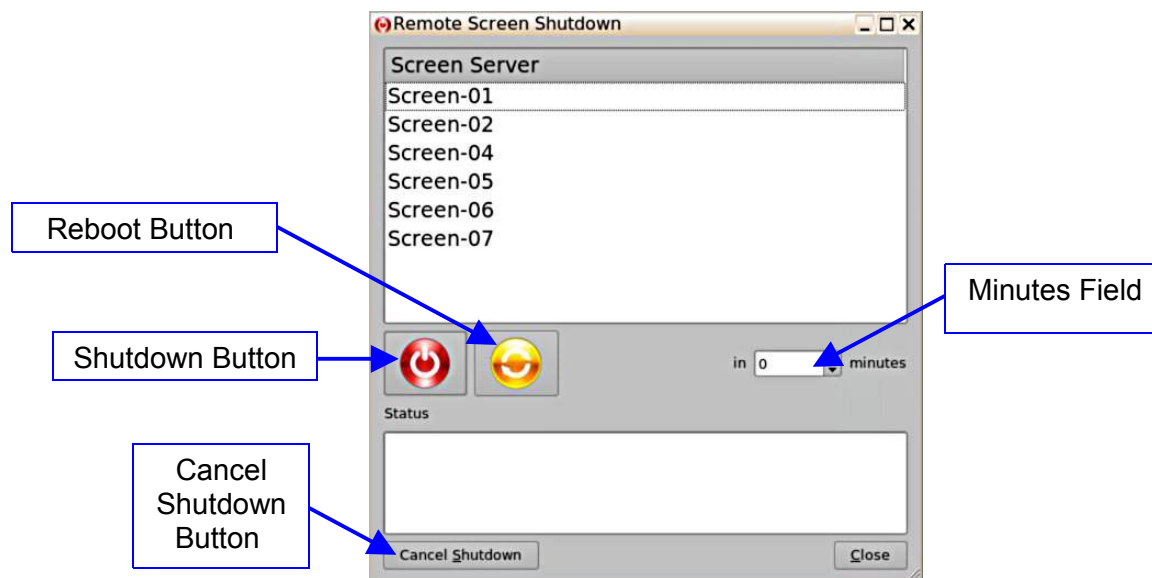 Remote Screen Shutdown
Screen Server
Screen-01
Screen-02
Screen-04
Screen-05
Screen-06
Screen-07
Reboot Button
Minutes Field
Shutdown Button
in 0 minutes
Status
Cancel
Shutdown
Button
Cancel Shutdown
Close